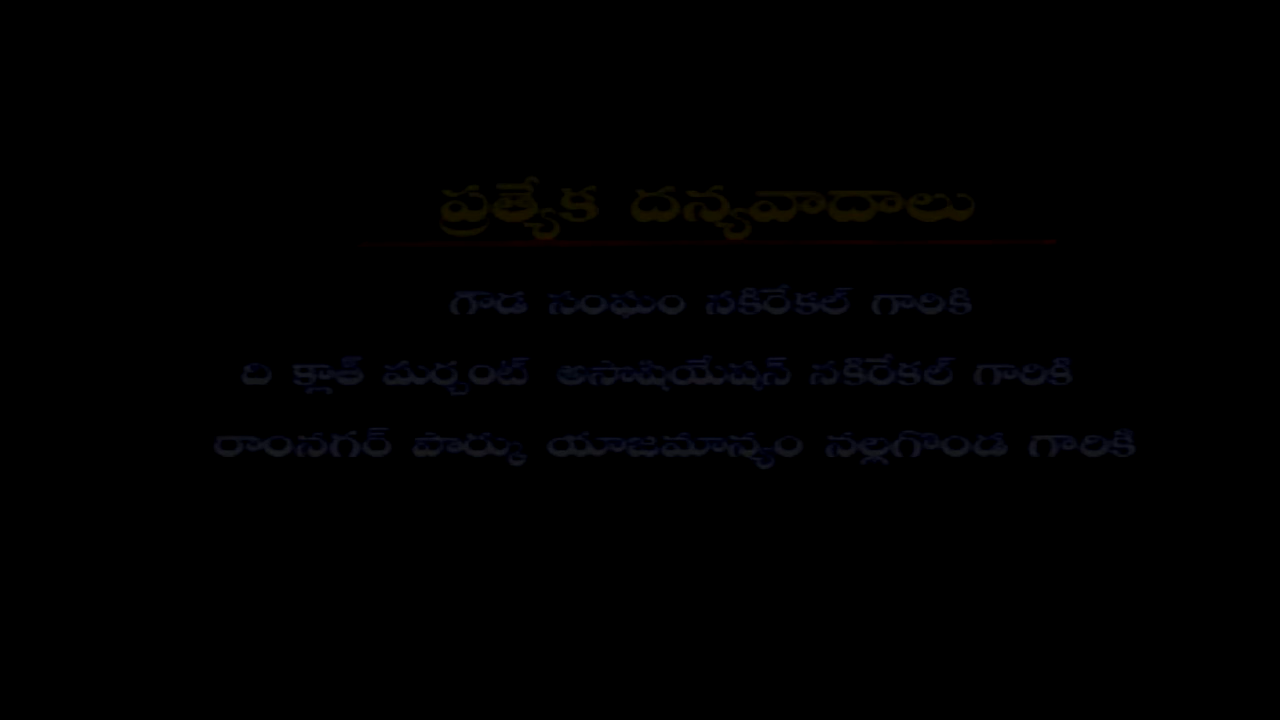 ప్రత్యేక దన్యవాదాలు
గౌడ సంఘం నకిరేకల్ గారికి
ది క్లాత్ మర్చంట్ అసొషియేషన్ నకిరేకల్ గారికి
రాంనగర్ పార్కు యాజమాన్యం నల్లగొండ గారికి